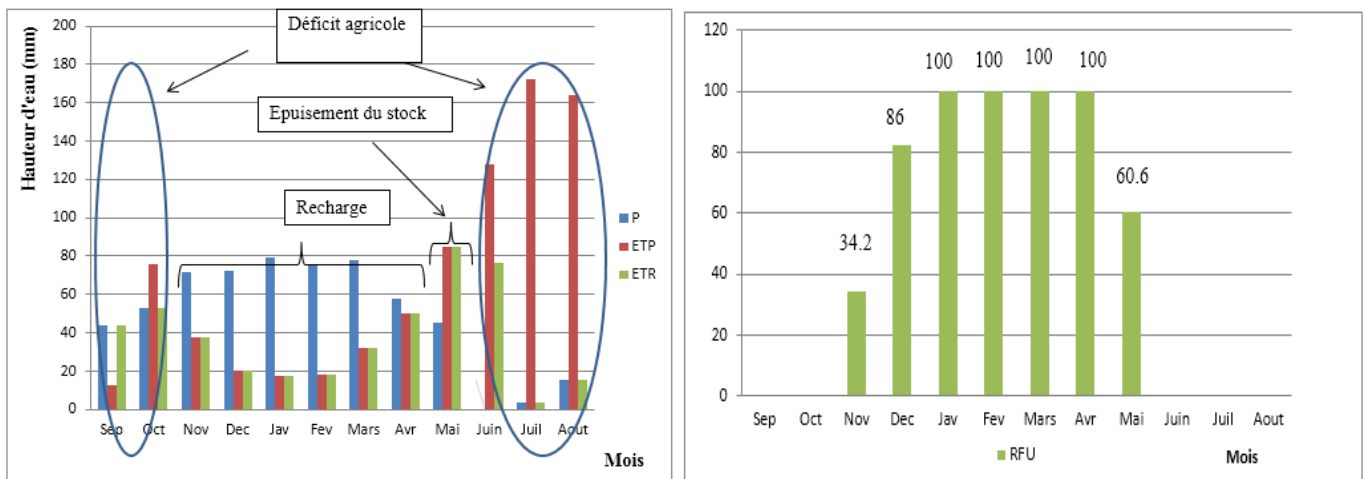 Déficit agricole
Epuisement du stock
Recharge
Hauteur d'eau (mm)
200
180
160
140
120
100
80
60
40
20
0
Sep Oct Nov Dec Jav Fev Mars Avr Mai Juin Juil Aout
Mois
P
ETP
ETR
120
100
80
60
40
20
0
34.2
86
100
100
100
100
60.6
Sep Oct Nov Dec Jav Fev Mars Avr Mai Juin Juil Aout
RFU
Mois